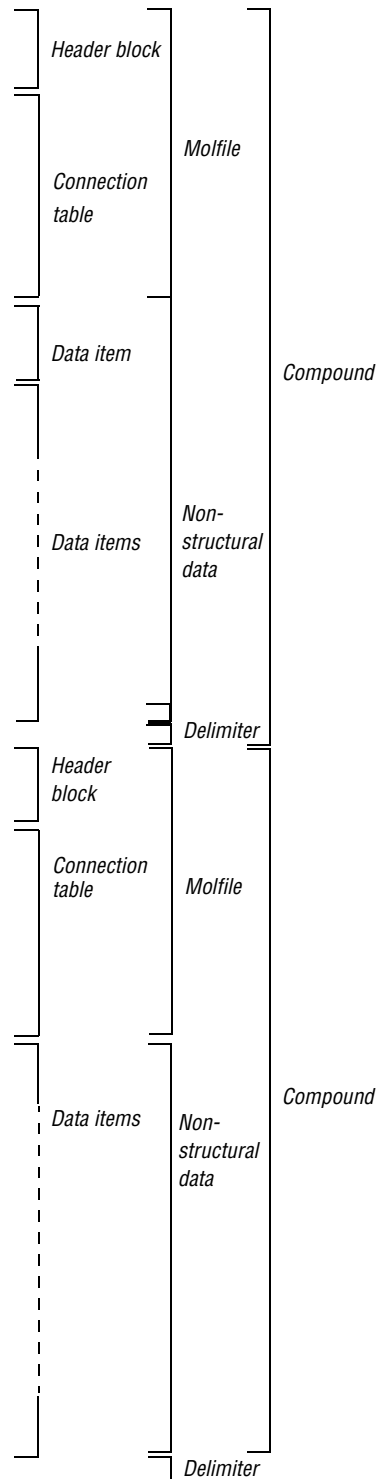 Header block
Molfile
Connection
table
Data item
Compound
Non-
structural
data
Data items
Delimiter
Header
block
Connection
table
Molfile
Compound
Data items
Non-
structural
data
Delimiter